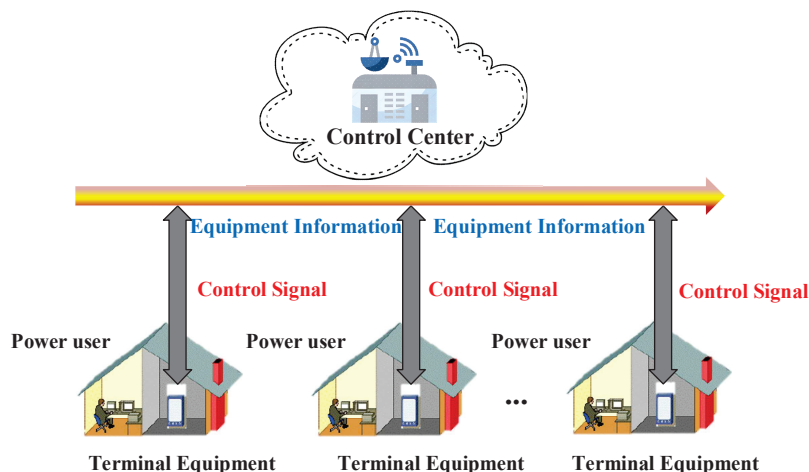 Control Center
Equipment Information
Equipment Information
Control Signal
Control Signal
Control Signal
Power user
Power user
Power user
...
Terminal Equipment
Terminal Equipment
Terminal Equipment